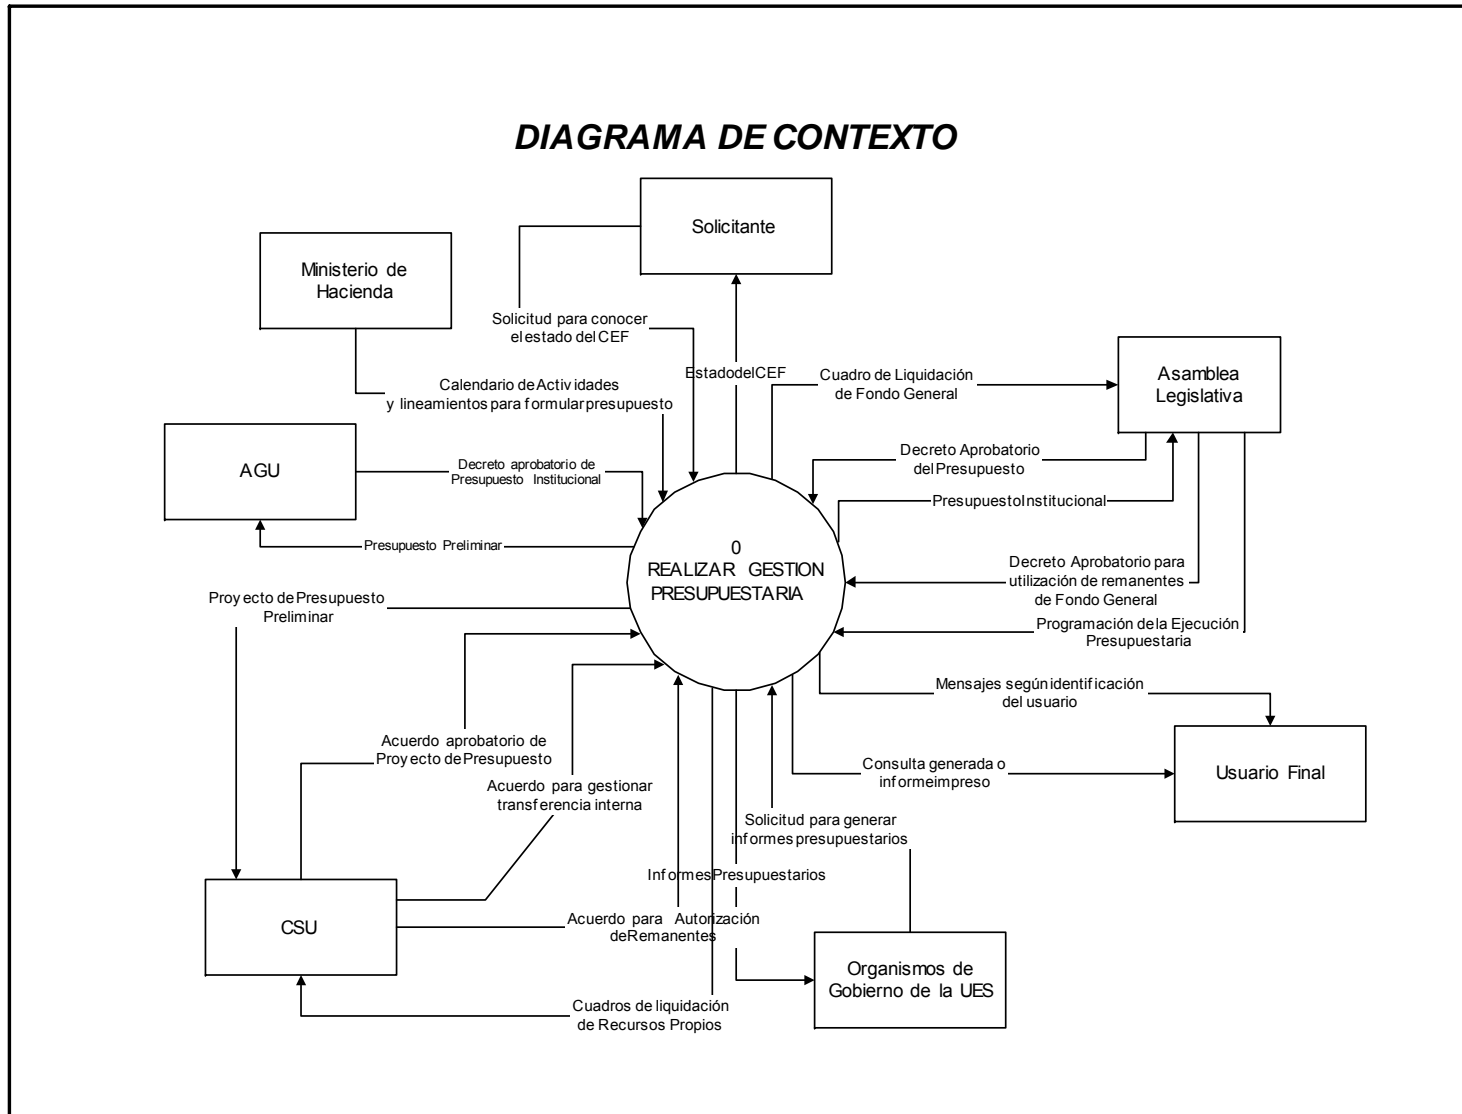 DIAGRAMA DE CONTEXTO
Solicitante
Ministerio de
Hacienda
Solicitud para conocer
el estado del CEF
Estado del CEF
Cuadro de Liquidación
de Fondo General
Asamblea
Legislativa
Calendario de Actividades
y lineamientos para formular presupuesto
AGU
Decreto aprobatorio de
Presupuesto Institucional
Decreto Aprobatorio
del Presupuesto
Presupuesto Institucional
Presupuesto Preliminar
0
REALIZAR GESTION
PRESUPUESTARIA
Decreto Aprobatorio para
utilización de remanentes
de Fondo General
Proyecto de Presupuesto
Preliminar
Programación de la Ejecución
Presupuestaria
Mensajes según identificación
del usuario
Acuerdo aprobatorio de
Proyecto de Presupuesto
Consulta generada o
informe impreso
Usuario Final
Acuerdo para gestionar
transferencia interna
Solicitud para generar
informes presupuestarios
Informes Presupuestarios
CSU
Acuerdo para Autorización
de Remanentes
Organismos de
Gobierno de la UES
Cuadros de liquidación
de Recursos Propios